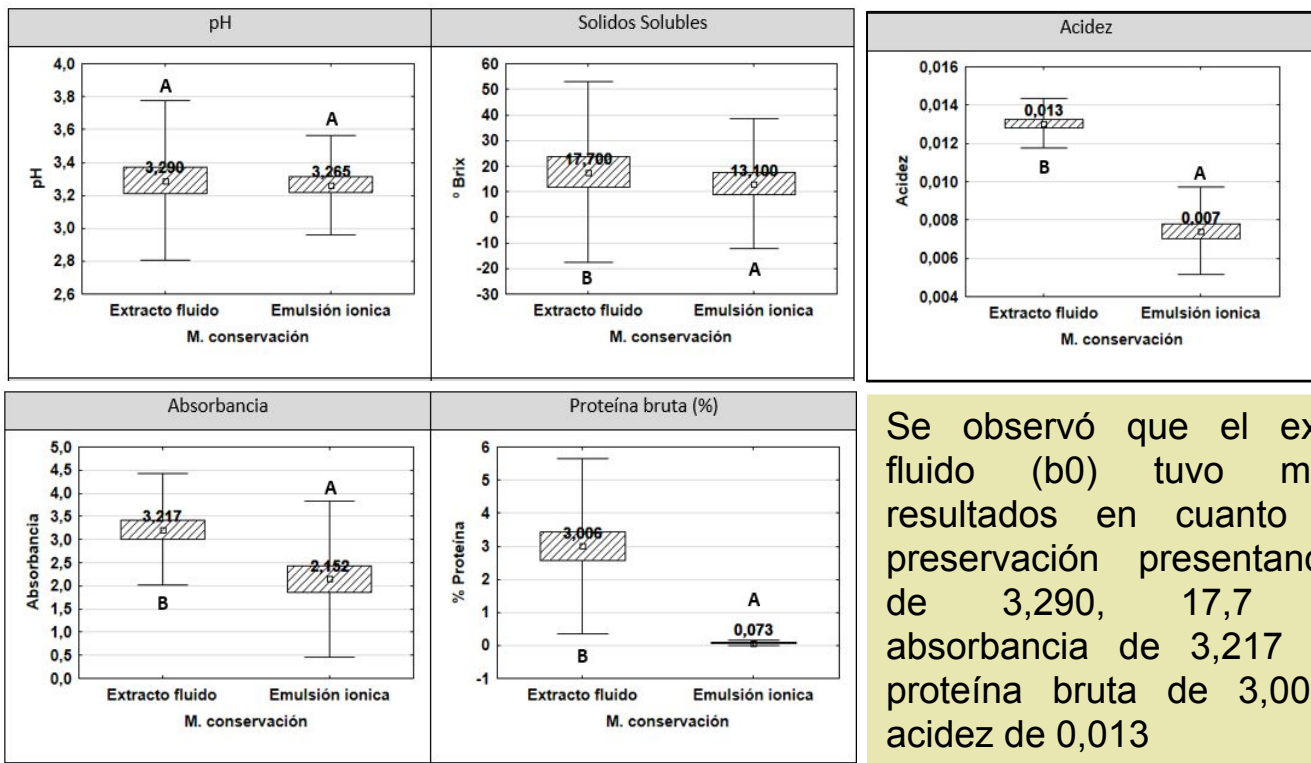 pH
4,0
3,8
3,6
3,4
3,2
3,0
2,8
2,6
pH
A
A
3,290
3,265
Extracto fluido Emulsión ionica
M. conservación
Solidos Solubles
60
50
40
30
20
10
0
-10
-20
-30
º Brix
17,700
13,100
B
A
Extracto fluido Emulsión ionica
M. conservación
Acidez
0,016
0,014
0,012
0,010
0,008
0,006
0,004
Acidez
0,013
B
A
0,007
Extracto fluido Emulsión ionica
M. conservación
Absorbancia
5,0
4,5
4,0
3,5
3,0
2,5
2,0
1,5
1,0
0,5
0,0
Absorbancia
3,217
B
A
2,152
Extracto fluido Emulsión ionica
M. conservación
Proteína bruta (%)
6
5
4
3
2
1
0
-1
% Proteína
3,006
B
A
0,073
Extracto fluido Emulsión ionica
M. conservación
Se observó que el ex
fluido (b0) tuvo m
resultados en cuanto
preservación presentand
de 3,290, 17,7
absorbancia de 3,217
proteína bruta de 3,00
acidez de 0,013